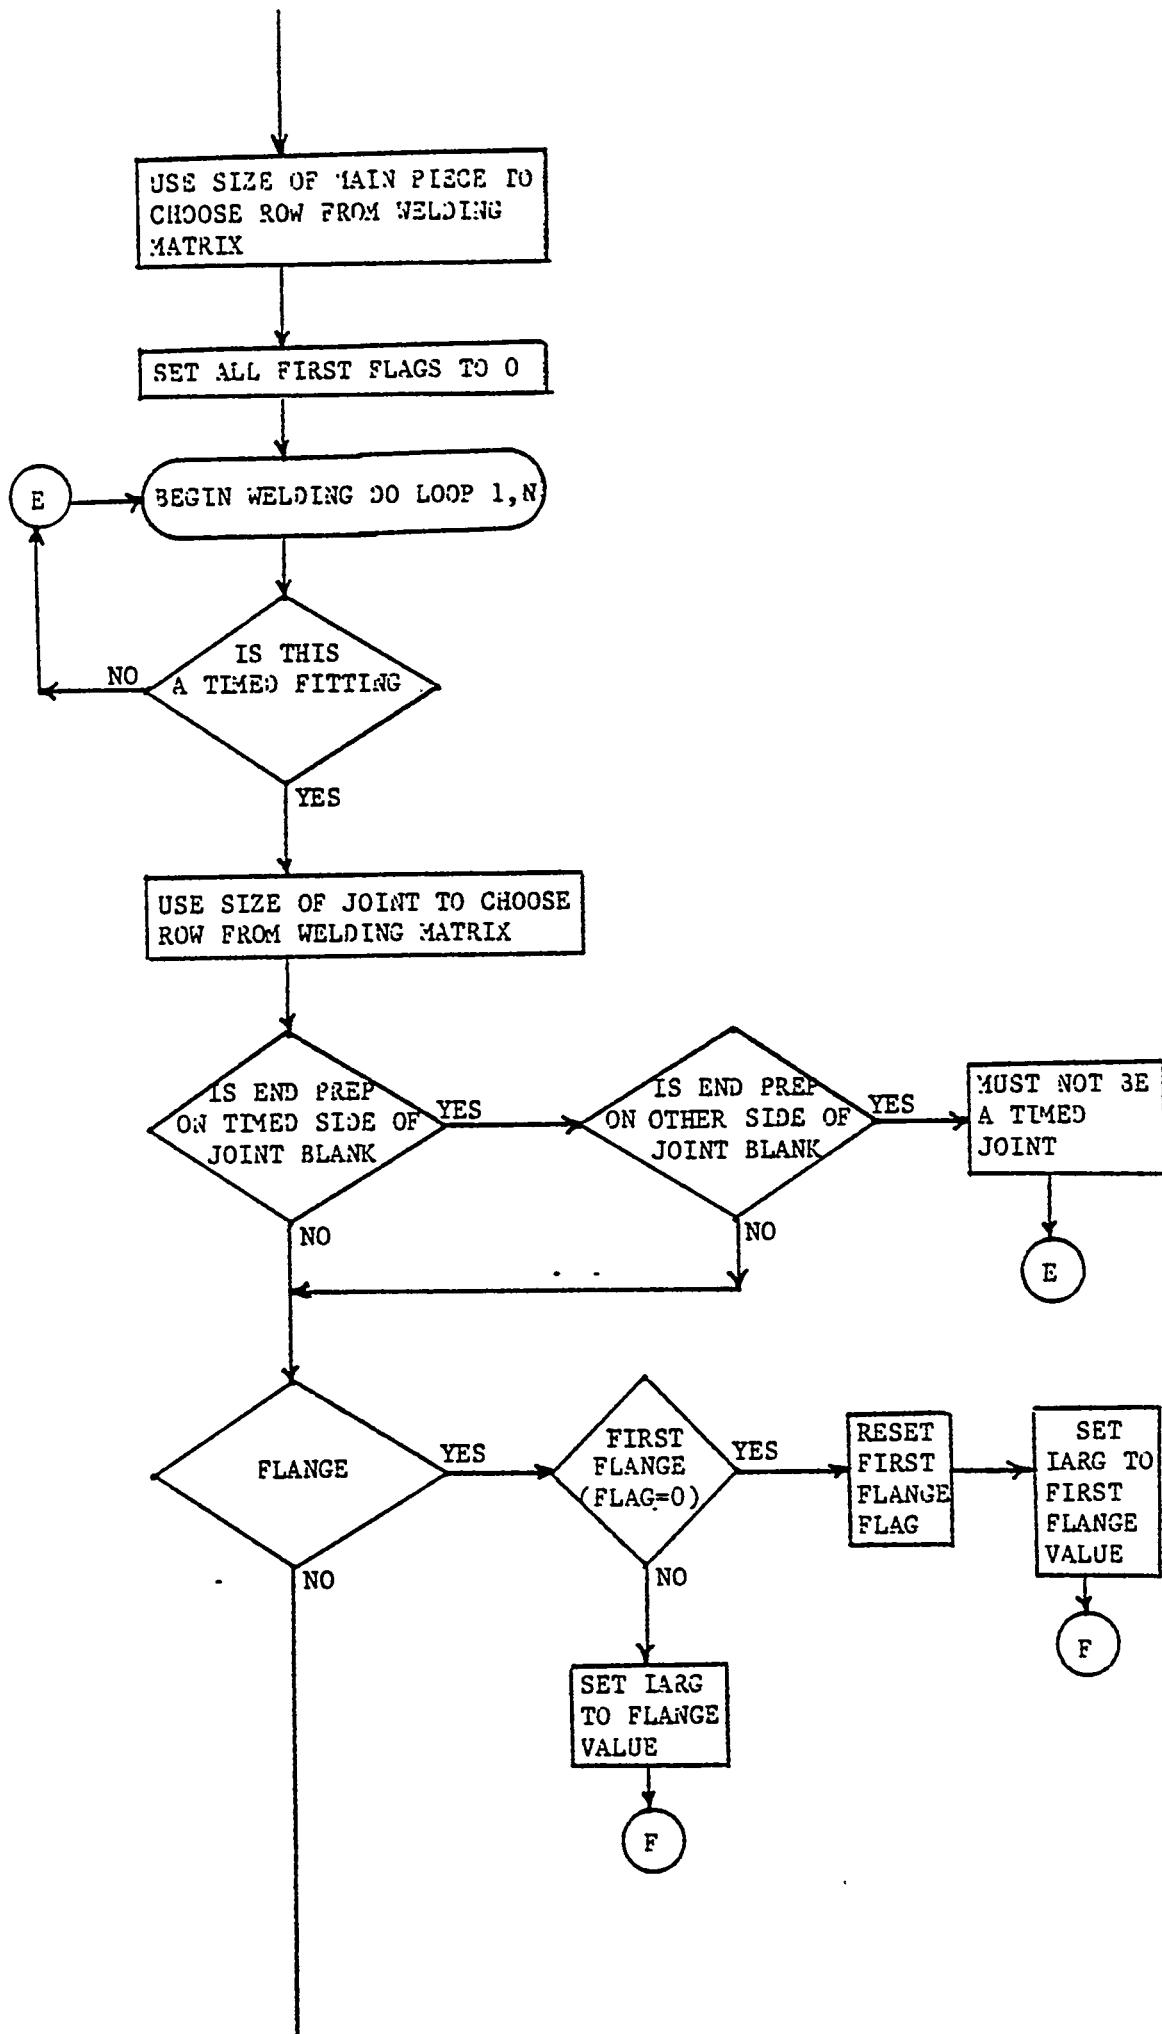 USE SIZE OF MAIN PIECE TO
CHOOSE ROW FROM WELDING
MATRIX
SET ALL FIRST FLAGS TO 0
E
BEGIN WELDING DO LOOP 1,N
IS THIS
A TIMED FITTING
NO
YES
USE SIZE OF JOINT TO CHOOSE
ROW FROM WELDING MATRIX
IS END PREP
ON TIMED SIDE OF
JOINT BLANK
YES
NO
IS END PREP
ON OTHER SIDE OF
JOINT BLANK
YES
NO
MUST NOT BE
A TIMED
JOINT
E
FLANGE
YES
NO
FIRST
FLANGE
(FLAG=0)
YES
NO
RESET
FIRST
FLANGE
FLAG
SET
IARG TO
FIRST
FLANGE
VALUE
F
SET IARG
TO FLANGE
VALUE
F